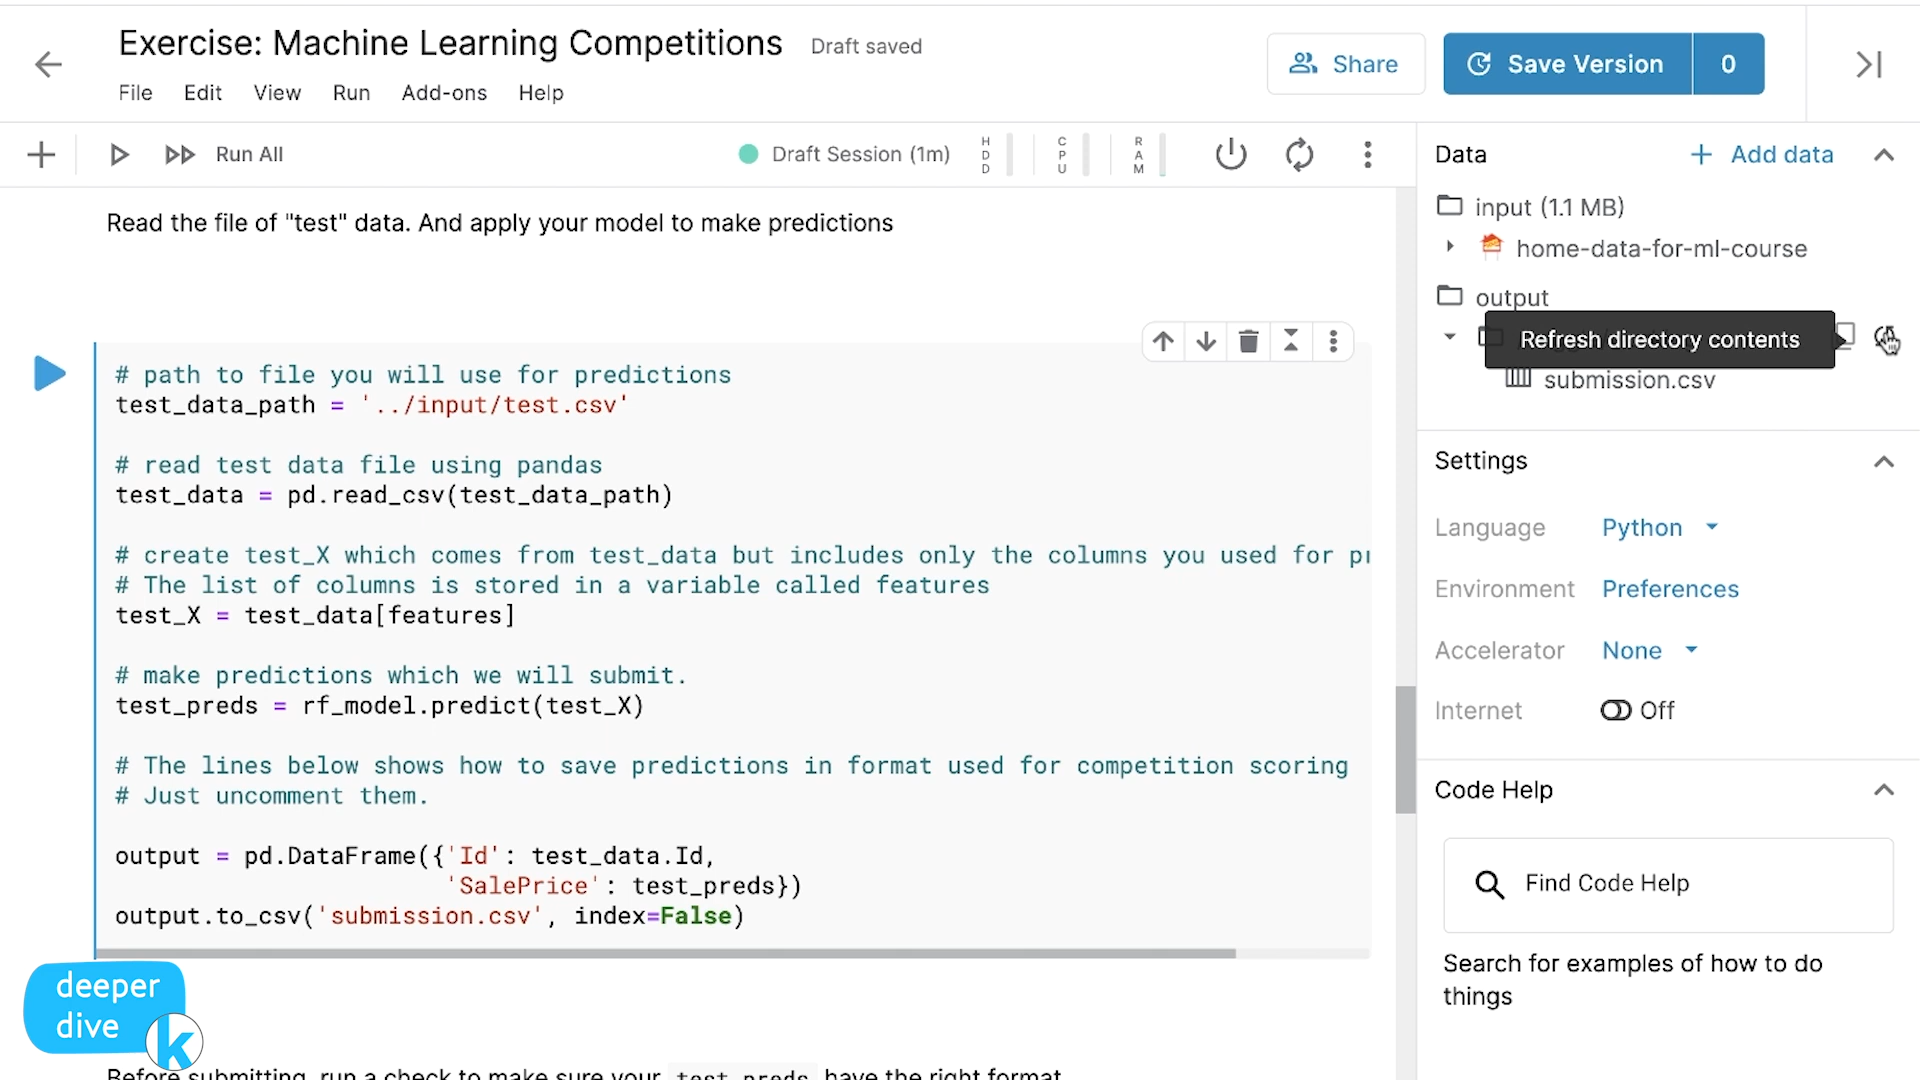 Exercise: Machine Learning Competitions Draft saved
File Edit View Run Add-ons Help
Share
Save Version 0
Run All
Draft Session (1m)
HDD
CPU
RAM
Read the file of "test" data. And apply your model to make predictions
# path to file you will use for predictions
test_data_path = '../input/test.csv'
# read test data file using pandas
test_data = pd.read_csv(test_data_path)
# create test_X which comes from test_data but includes only the columns you used for
# The list of columns is stored in a variable called features
test_X = test_data[features]
# make predictions which we will submit.
test_preds = rf_model.predict(test_X)
# The lines below shows how to save predictions in format used for competition scoring
# Just uncomment them.
output = pd.DataFrame({'Id': test_data.Id,
'SalePrice': test_preds})
output.to_csv('submission.csv', index=False)
Before submitting, run a check to make sure your test_preds have the right format.
deeper
dive
k
Data
+ Add data
input (1.1 MB)
home-data-for-ml-course
output
Refresh directory contents
submission.csv
Settings
Language Python
Environment Preferences
Accelerator None
Internet Off
Code Help
Find Code Help
Search for examples of how to do
things